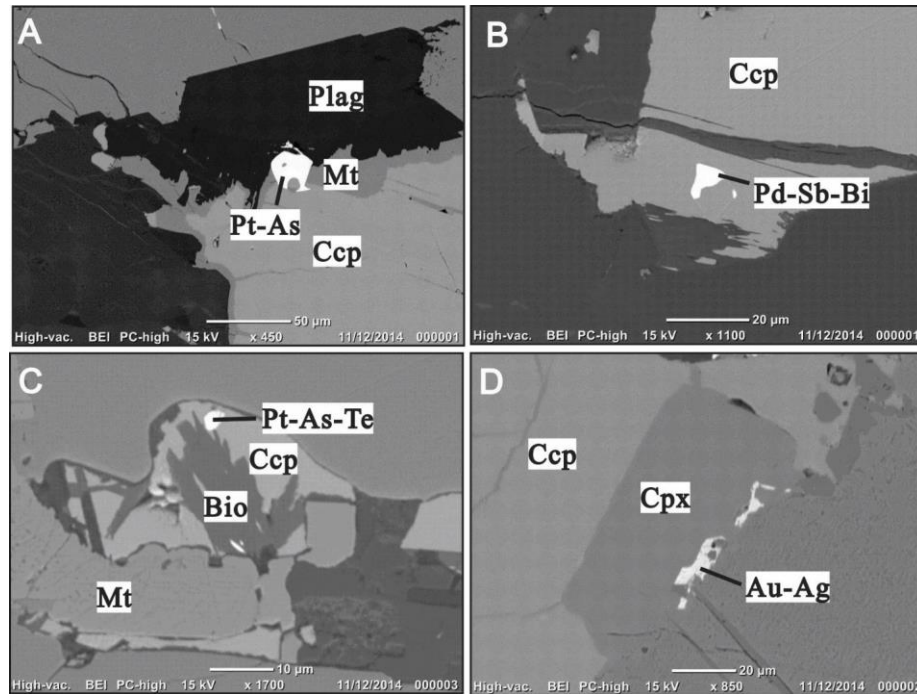 A
Plag
Mt
Pt-As
Ccp
50 µm
High-vac. BEI PC-high 15 kV x 450 11/12/2014 000001
B
Ccp
Pd-Sb-Bi
20 µm
High-vac. BEI PC-high 15 kV x 1100 11/12/2014 000001
C
Pt-As-Te
Ccp
Bio
Mt
10 µm
High-vac. BEI PC-high 15 kV x 1700 11/12/2014 000003
D
Ccp
Cpx
Au-Ag
20 µm
High-vac. BEI PC-high 15 kV x 850 11/12/2014 00000